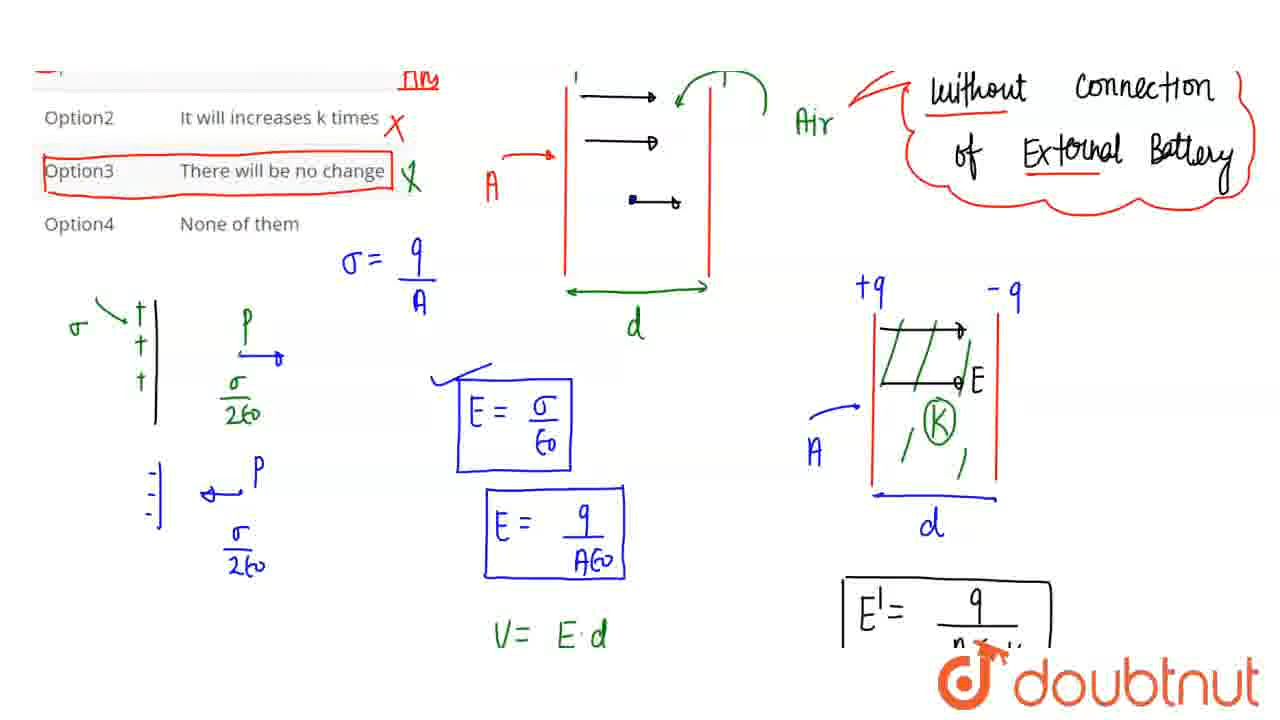 Ans
Option2 It will increases k times X
Option3 There will be no change
Option4 None of them
σ = q/A
σ
+
+
+
P
σ/2ε0
P
σ/2ε0
A
d
Air
Without Connection
of External Battery
E = σ/ε0
E = q/Aε0
V = E·d
+q -q
E
K
A
d
E' = q
doubtnut